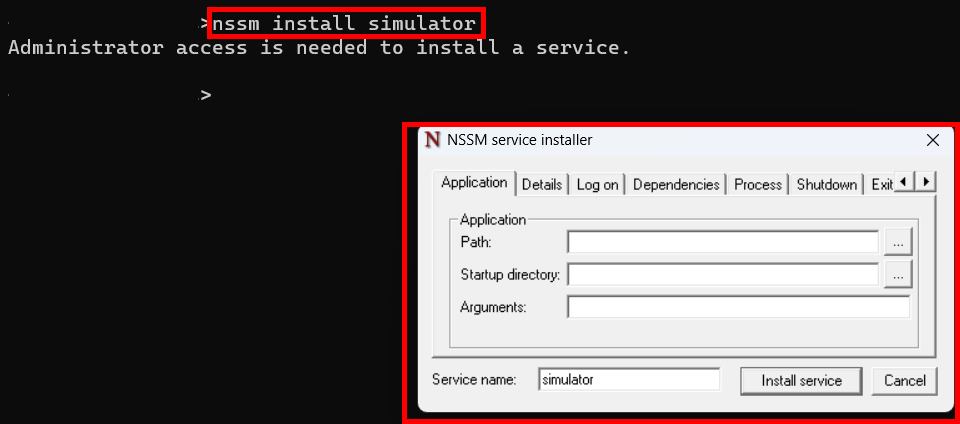 >nssm install simulator
Administrator access is needed to install a service.
>
N NSSM service installer
Application Details Log on Dependencies Process Shutdown Exit
Application
Path: ...
Startup directory: ...
Arguments:
Service name: simulator Install service Cancel